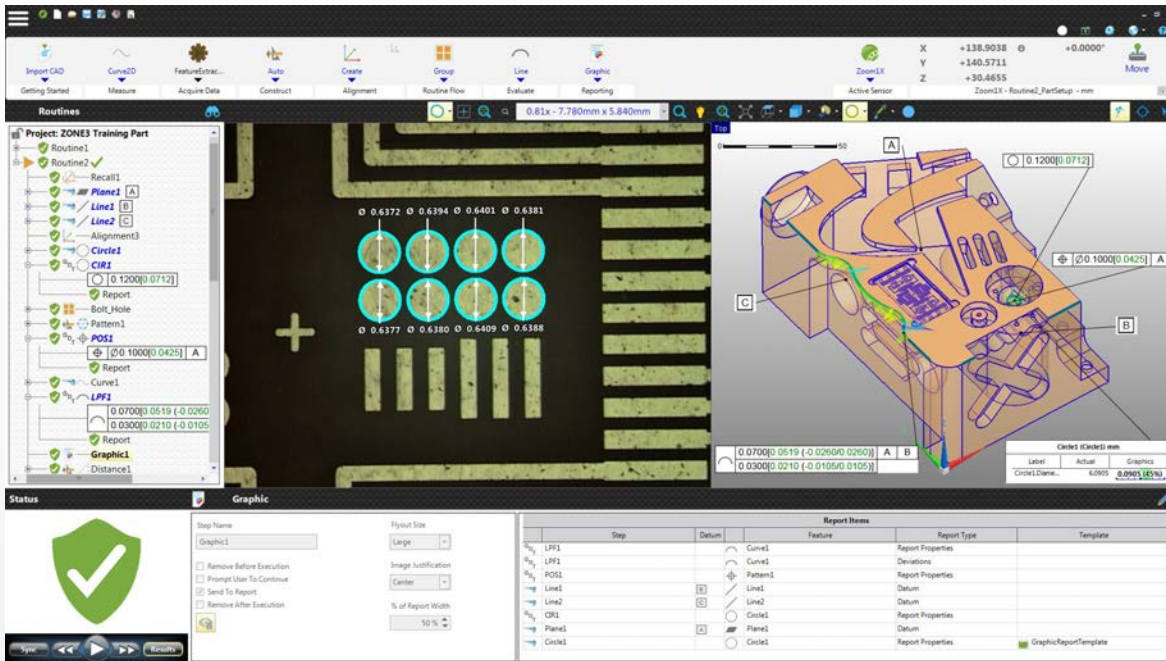 X +138.9038 Θ +0.0000°
Y +140.5711
Z +30.4655
Import CAD Curve2D FeatureExtrac... Auto Create Group Line Graphic Zoom1X Move
Getting Started Measure Acquire Data Construct Alignment Routine Flow Evaluate Reporting Active Sensor Zoom1X - Routine2_PartSetup - mm
Routines
0.81x - 7.780mm x 5.840mm
Project: ZONE3 Training Part
Routine1
Routine2
Recall1
Plane1 A
Line1 B
Line2 C
Alignment3
Circle1
CIR1
0.1200[0.0712]
Report
Bolt_Hole
Pattern1
POS1
Ø0.1000[0.0425] A
Report
Curve1
LPF1
0.0700[0.0519 (-0.0260
0.0300[0.0210 (-0.0105
Report
Graphic1
Distance1
Ø 0.6372 Ø 0.6394 Ø 0.6401 Ø 0.6381
Ø 0.6377 Ø 0.6380 Ø 0.6409 Ø 0.6388
Top
0 50
A
0.1200[0.0712]
Ø0.1000[0.0425] A
C
B
0.0700[0.0519 (-0.0260/0.0260)] A B
0.0300[0.0210 (-0.0105/0.0105)]
Circle1 (Circle1) mm
Label Actual Graphics
Circle1.Diame... 6.0905 0.0905 (45%)
Status
Graphic
Step Name
Graphic1
Remove Before Execution
Prompt User To Continue
Send To Report
Remove After Execution
Flyout Size
Large
Image Justification
Center
% of Report Width
50 %
Sync Results
Report Items
Step Datum Feature Report Type Template
LPF1 Curve1 Report Properties
LPF1 Curve1 Deviations
POS1 Pattern1 Report Properties
Line1 B Line1 Datum
Line2 C Line2 Datum
CIR1 Circle1 Report Properties
Plane1 A Plane1 Datum
Circle1 Circle1 Report Properties GraphicReportTemplate